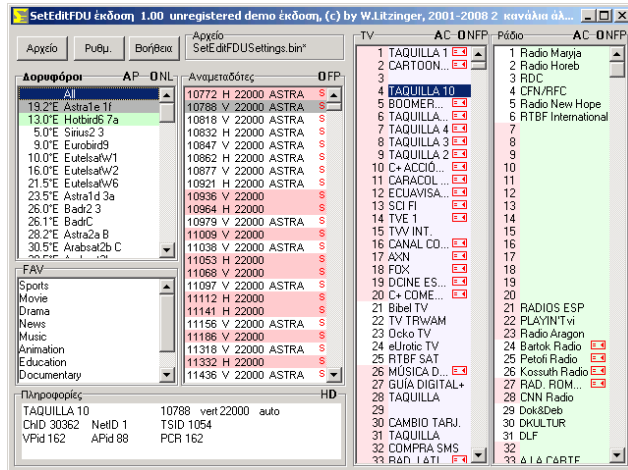 SetEditFDU έκδοση 1.00 unregistered demo έκδοση, (c) by W.Litzinger, 2001-2008 2 κανάλια άλ...
Αρχείο
Ρυθμ.
Βοήθεια
Αρχείο
SetEditFDUSettings.bin*
Δορυφόροι AP ONL
All
19.2°E Astra1e 1f
13.0°E Hotbird6 7a
5.0°E Sirius2 3
9.0°E Eurobird9
10.0°E EutelsatW1
16.0°E EutelsatW2
21.5°E EutelsatW6
23.5°E Astra1d 3a
26.0°E Badr2 3
26.1°E BadrC
28.2°E Astra2a B
30.5°E Arabsat2b C
FAV
Sports
Movie
Drama
News
Music
Animation
Education
Documentary
Αναμεταδότες OFP
10772 H 22000 ASTRA S
10788 V 22000 ASTRA S
10818 V 22000 ASTRA S
10832 H 22000 ASTRA S
10847 V 22000 ASTRA S
10862 H 22000 ASTRA S
10877 V 22000 ASTRA S
10921 H 22000 ASTRA S
10936 V 22000 S
10964 H 22000 S
10979 V 22000 ASTRA S
11009 V 22000 S
11038 V 22000 ASTRA S
11053 H 22000 S
11068 V 22000 S
11097 V 22000 ASTRA S
11112 H 22000 S
11141 H 22000 S
11156 V 22000 ASTRA S
11186 V 22000 S
11318 V 22000 ASTRA S
11332 H 22000 S
11436 V 22000 ASTRA S
TV AC ONFP
1 TAQUILLA 1
2 CARTOON...
3
4 TAQUILLA 10
5 BOOMER...
6 TAQUILLA 7
7 TAQUILLA 4
8 TAQUILLA 3
9 TAQUILLA 2
10 C+ ACCIÓ...
11 CARACOL ...
12 ECUAVISA...
13 SCI FI
14 TVE 1
15 TVV INT.
16 CANAL CO...
17 AXN
18 FOX
19 DCINE ES...
20 C+ COME...
21 Bibel TV
22 TV TRWAM
23 Ocko TV
24 eUrotic TV
25 RTBF SAT
26 MÚSICA D...
27 GUÍA DIGITAL+
28 TAQUILLA
29
30 CAMBIO TARJ.
31 TAQUILLA
32 COMPRA SMS
33 RAD. LATI...
Ράδιο AC ONFP
1 Radio Maryja
2 Radio Horeb
3 RDC
4 CFN/RFC
5 Radio New Hope
6 RTBF International
7
8
9
10
11
12
13
14
15
16
17
18
19
20
21 RADIOS ESP
22 PLAYIN'Tvi
23 Radio Aragon
24 Bartok Radio
25 Petofi Radio
26 Kossuth Radio
27 RAD. ROM...
28 CNN Radio
29 Dok&Deb
30 DKULTUR
31 DLF
32
33 A LA CARTE
Πληροφορίες HD
TAQUILLA 10 10788 vert 22000 auto
ChID 30362 NetID 1 TSID 1054
VPid 162 APid 88 PCR 162